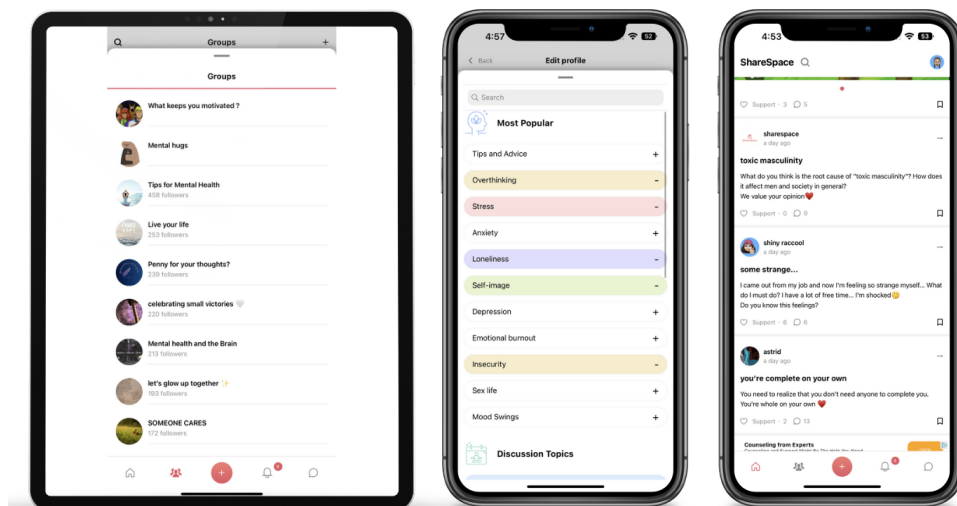 Groups
Groups
What keeps you motivated ?
Mental hugs
Tips for Mental Health
458 followers
Live your life
253 followers
Penny for your thoughts?
239 followers
celebrating small victories 🤍
220 followers
Mental health and the Brain
213 followers
let's glow up together ✨
193 followers
SOMEONE CARES
172 followers
4:57
52
Back
Edit profile
Search
Most Popular
Tips and Advice +
Overthinking -
Stress -
Anxiety +
Loneliness -
Self-image -
Depression +
Emotional burnout +
Insecurity -
Sex life +
Mood Swings +
Discussion Topics
4:53
53
ShareSpace
Support · 3 5
sharespace
a day ago
toxic masculinity
What do you think is the root cause of "toxic masculinity"? How does
it affect men and society in general?
We value your opinion❤️
Support · 0 9
shiny raccool
a day ago
some strange...
I came out from my job and now I'm feeling so strange myself... What
do I must do? I have a lot of free time... I'm shocked😳
Do you know this feelings?
Support · 6 6
astrid
a day ago
you're complete on your own
You need to realize that you don't need anyone to complete you.
You're whole on your own ❤️
Support · 2 13
Counseling from Experts